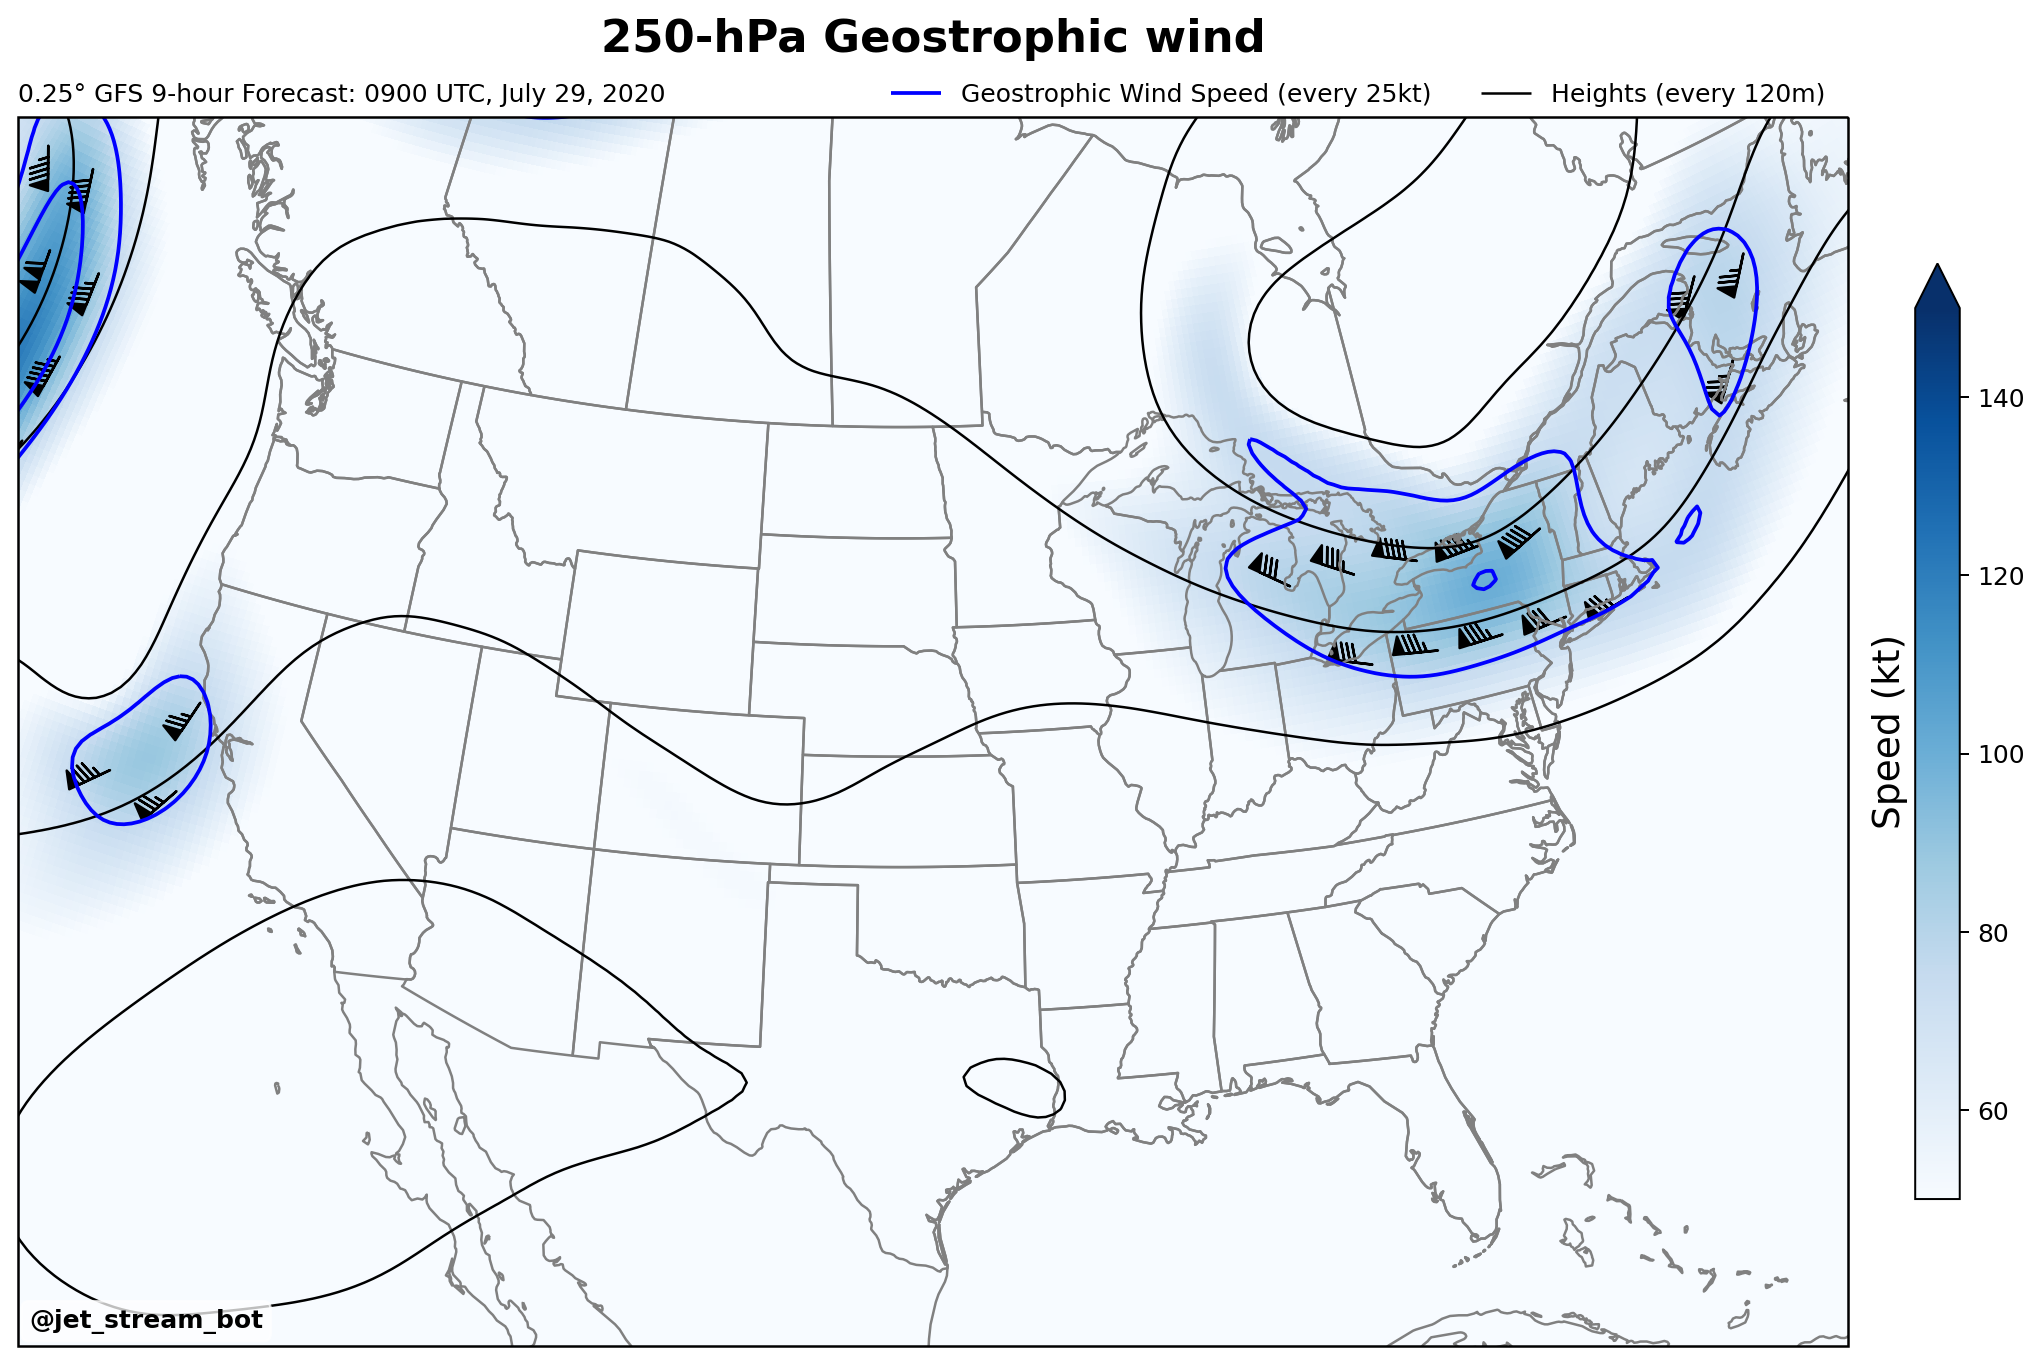 250-hPa Geostrophic wind
0.25° GFS 9-hour Forecast: 0900 UTC, July 29, 2020
Geostrophic Wind Speed (every 25kt)
Heights (every 120m)
140
120
100
80
60
Speed (kt)
@jet_stream_bot